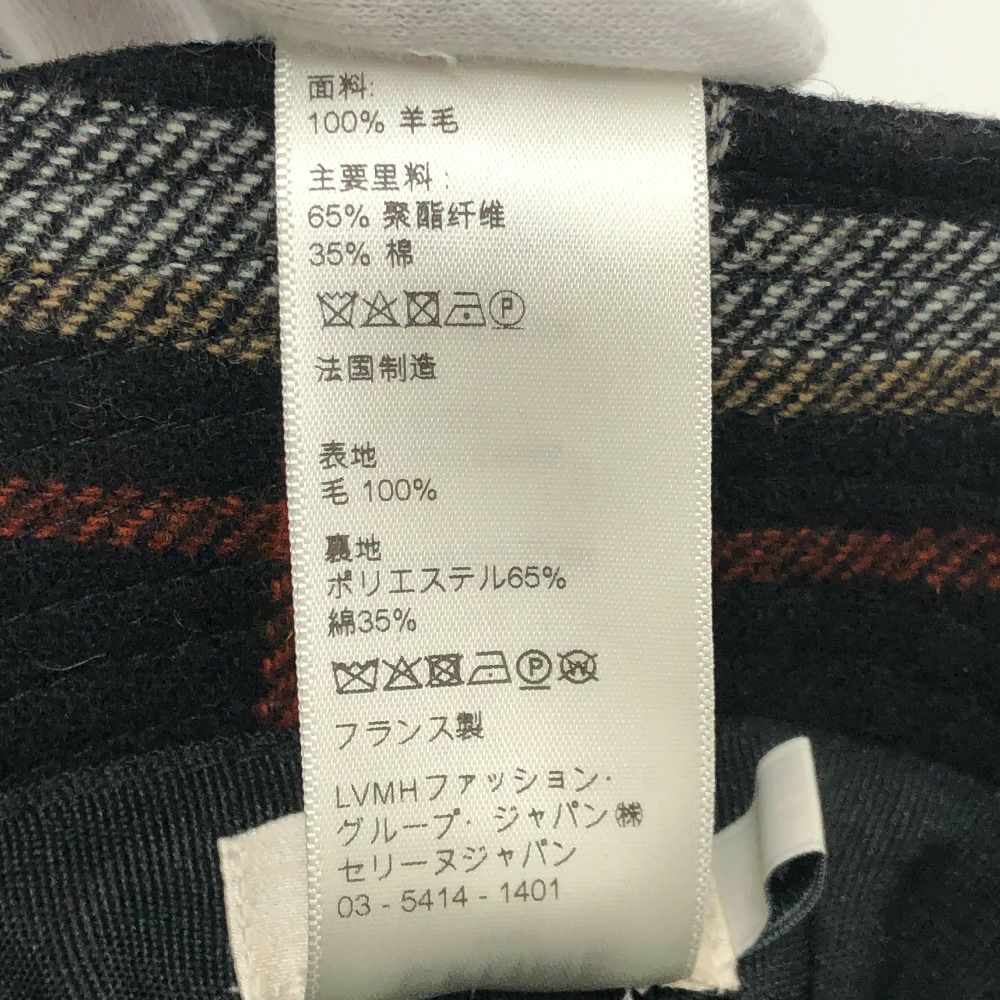 面料:
100% 羊毛
主要里料:
65% 聚酯纤维
35% 棉
P
法国制造
表地
毛 100%
裏地
ポリエステル65%
綿35%
P W
フランス製
LVMHファッション・
グループ・ジャパン㈱
セリーヌジャパン
03 - 5414 - 1401